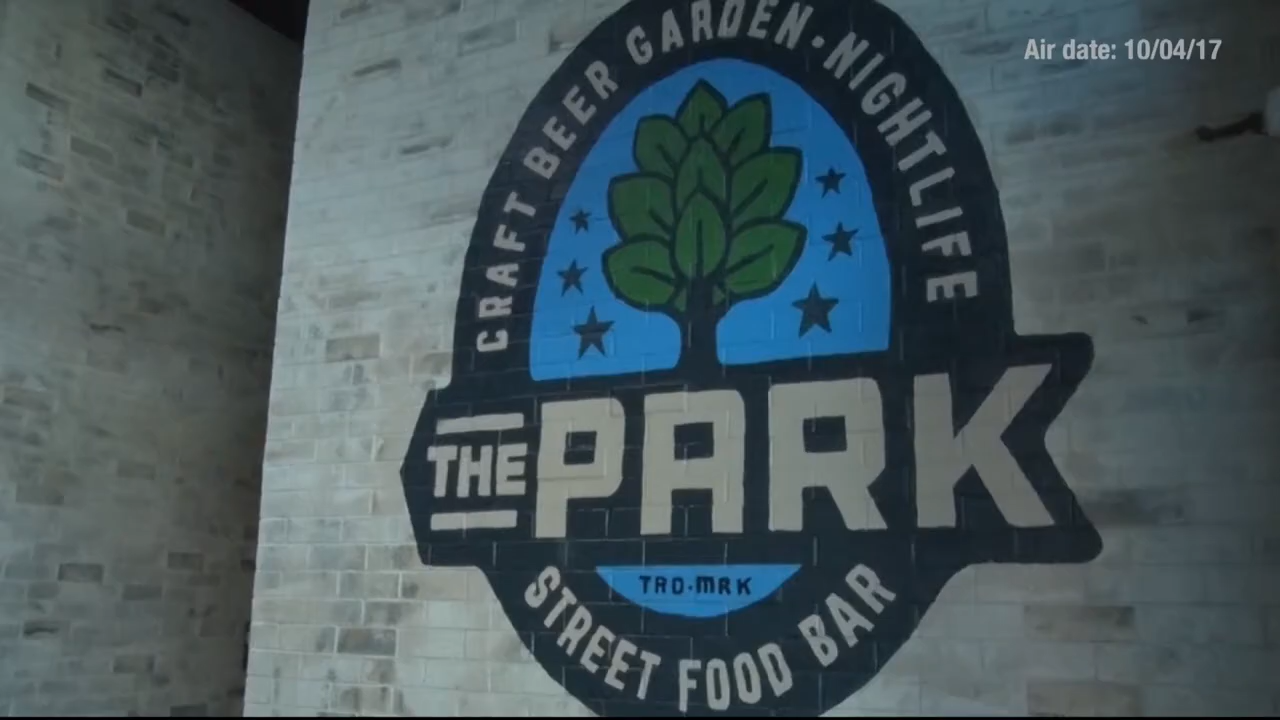 Air date: 10/04/17
CRAFT BEER GARDEN · NIGHTLIFE
THE PARK
TRD·MRK
STREET FOOD BAR